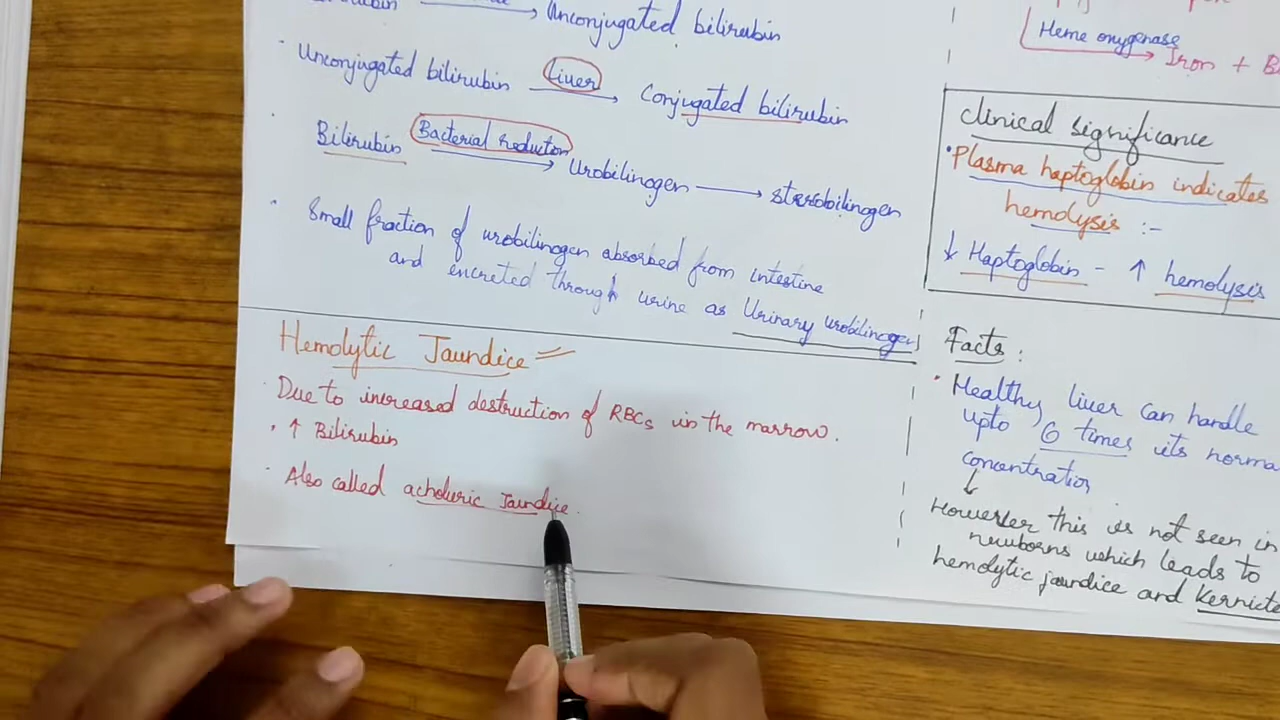 Unconjugated bilirubin
Unconjugated bilirubin Liver Conjugated bilirubin
Bilirubin Bacterial reduction Urobilinogen stercobilinogen
Small fraction of urobilinogen absorbed from intestine
and excreted through urine as Urinary urobilinogen
Hemolytic Jaundice
Due to increased destruction of RBCs in the marrow.
↑ Bilirubin
Also called acholuric Jaundice.
Heme oxygenase
Iron + B
Clinical significance
Plasma haptoglobin indicates
hemolysis :-
↓ Haptoglobin - ↑ hemolysis
Facts :
Healthy liver can handle
upto 6 times its norma
concentration
However this is not seen in
newborns which leads to
hemolytic jaundice and Kernicte